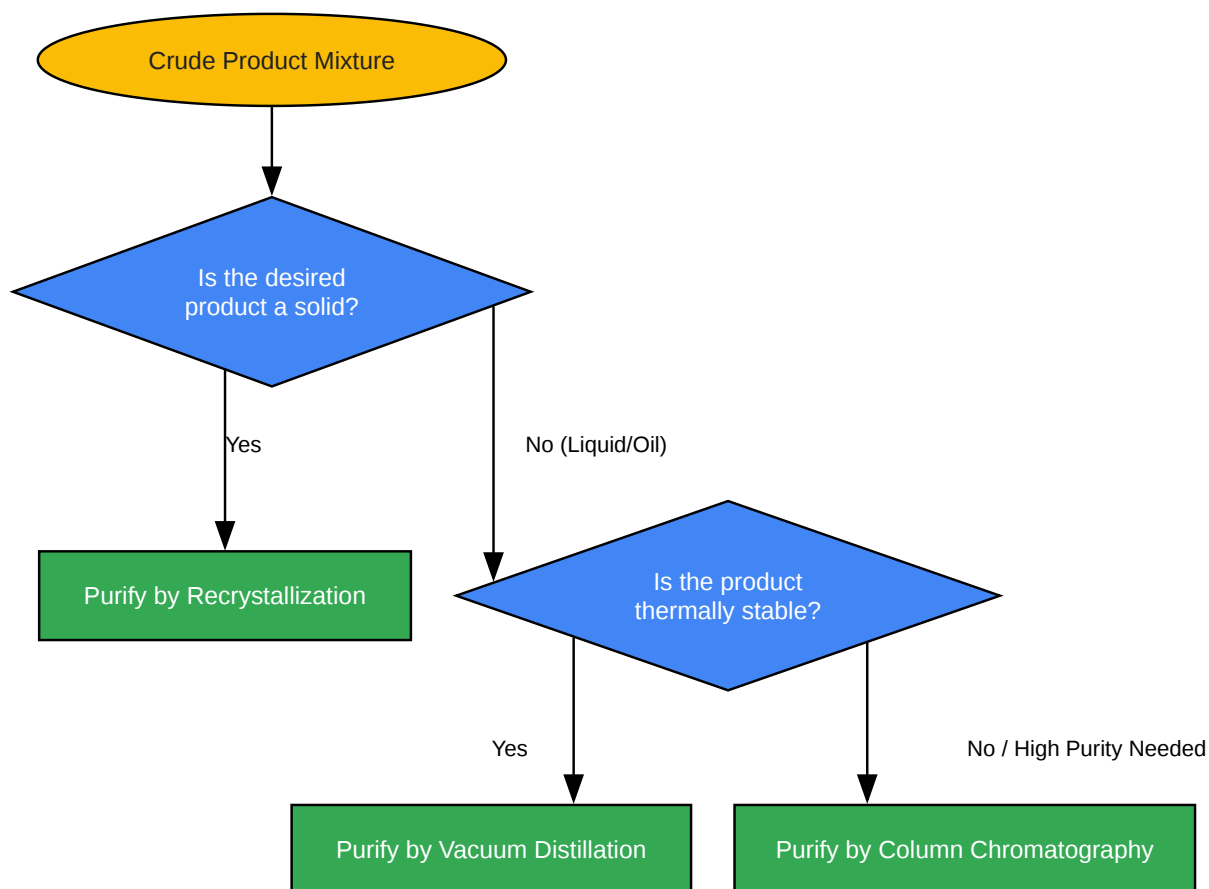 Crude Product Mixture
Is the desired
product a solid?
Yes
No (Liquid/Oil)
Purify by Recrystallization
Is the product
thermally stable?
Yes
No / High Purity Needed
Purify by Vacuum Distillation
Purify by Column Chromatography